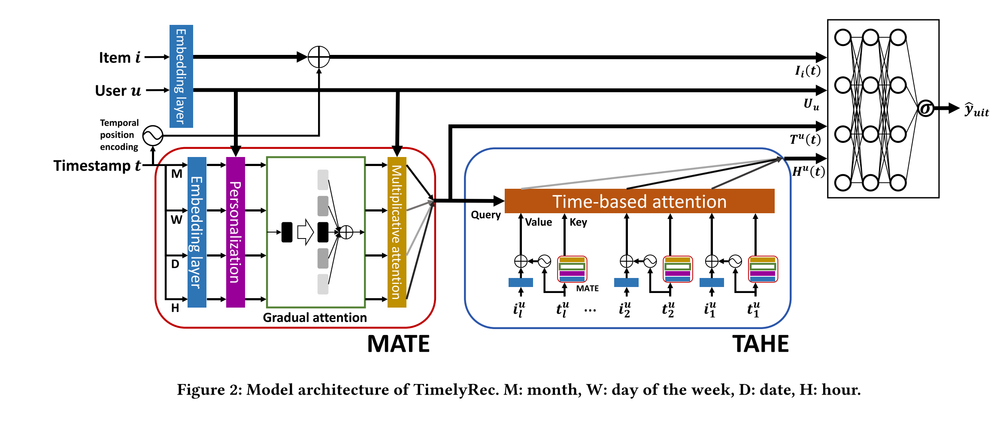 Embedding layer
Item i
User u
Temporal
position
encoding
Timestamp t
M
W
D
H
Embedding layer
Personalization
Gradual attention
Multiplicative attention
MATE
Query
Time-based attention
Value
Key
MATE
i_l^u
t_l^u
...
i_2^u
t_2^u
i_1^u
t_1^u
TAHE
I_i(t)
U_u
T^u(t)
H^u(t)
σ
ŷ_uit
Figure 2: Model architecture of TimelyRec. M: month, W: day of the week, D: date, H: hour.